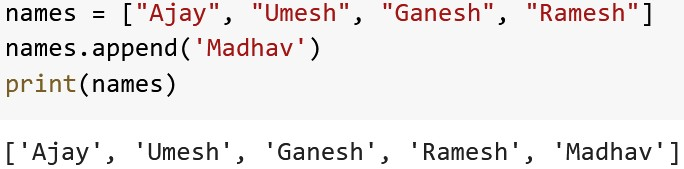 names = ["Ajay", "Umesh", "Ganesh", "Ramesh"]
names.append('Madhav')
print(names)
['Ajay', 'Umesh', 'Ganesh', 'Ramesh', 'Madhav']